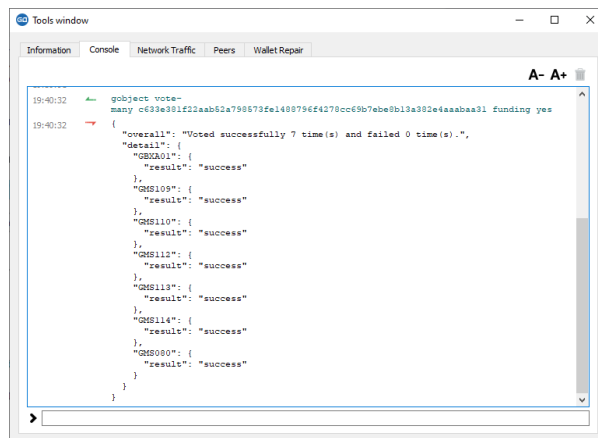 GO Tools window
Information Console Network Traffic Peers Wallet Repair
A- A+
19:40:32 gobject vote-
many c633e381f22aab52a798573fe1488796f4278cc69b7ebe8b13a382e4aaabaa31 funding yes
19:40:32 {
"overall": "Voted successfully 7 time(s) and failed 0 time(s).",
"detail": {
"GBXA01": {
"result": "success"
},
"GMS109": {
"result": "success"
},
"GMS110": {
"result": "success"
},
"GMS112": {
"result": "success"
},
"GMS113": {
"result": "success"
},
"GMS114": {
"result": "success"
},
"GMS080": {
"result": "success"
}
}
}